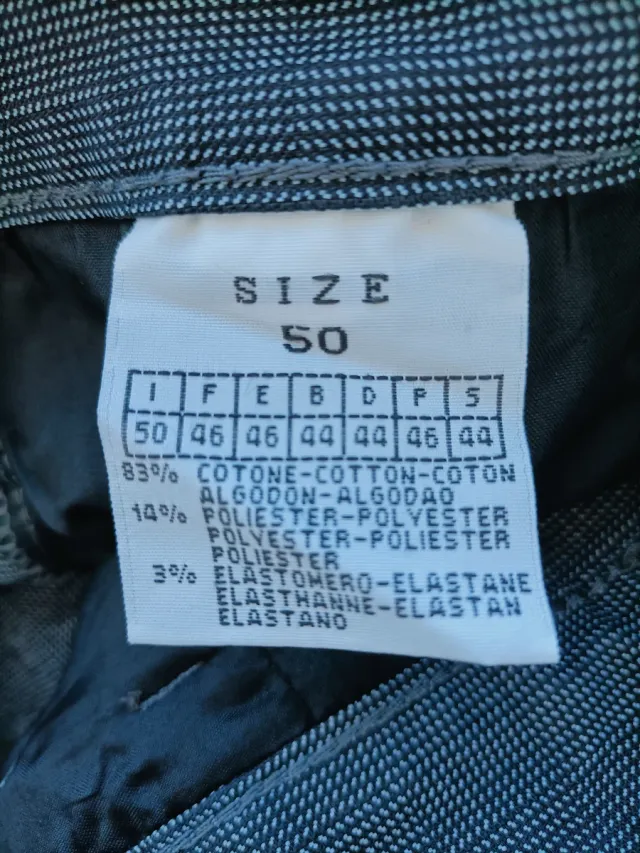 SIZE
50
I F E B D P S
50 46 46 44 44 46 44
83% COTONE-COTTON-COTON
ALGODON-ALGODAO
14% POLIESTER-POLYESTER
POLYESTER-POLIESTER
POLIESTER
3% ELASTOMERO-ELASTANE
ELASTHANNE-ELASTAN
ELASTANO